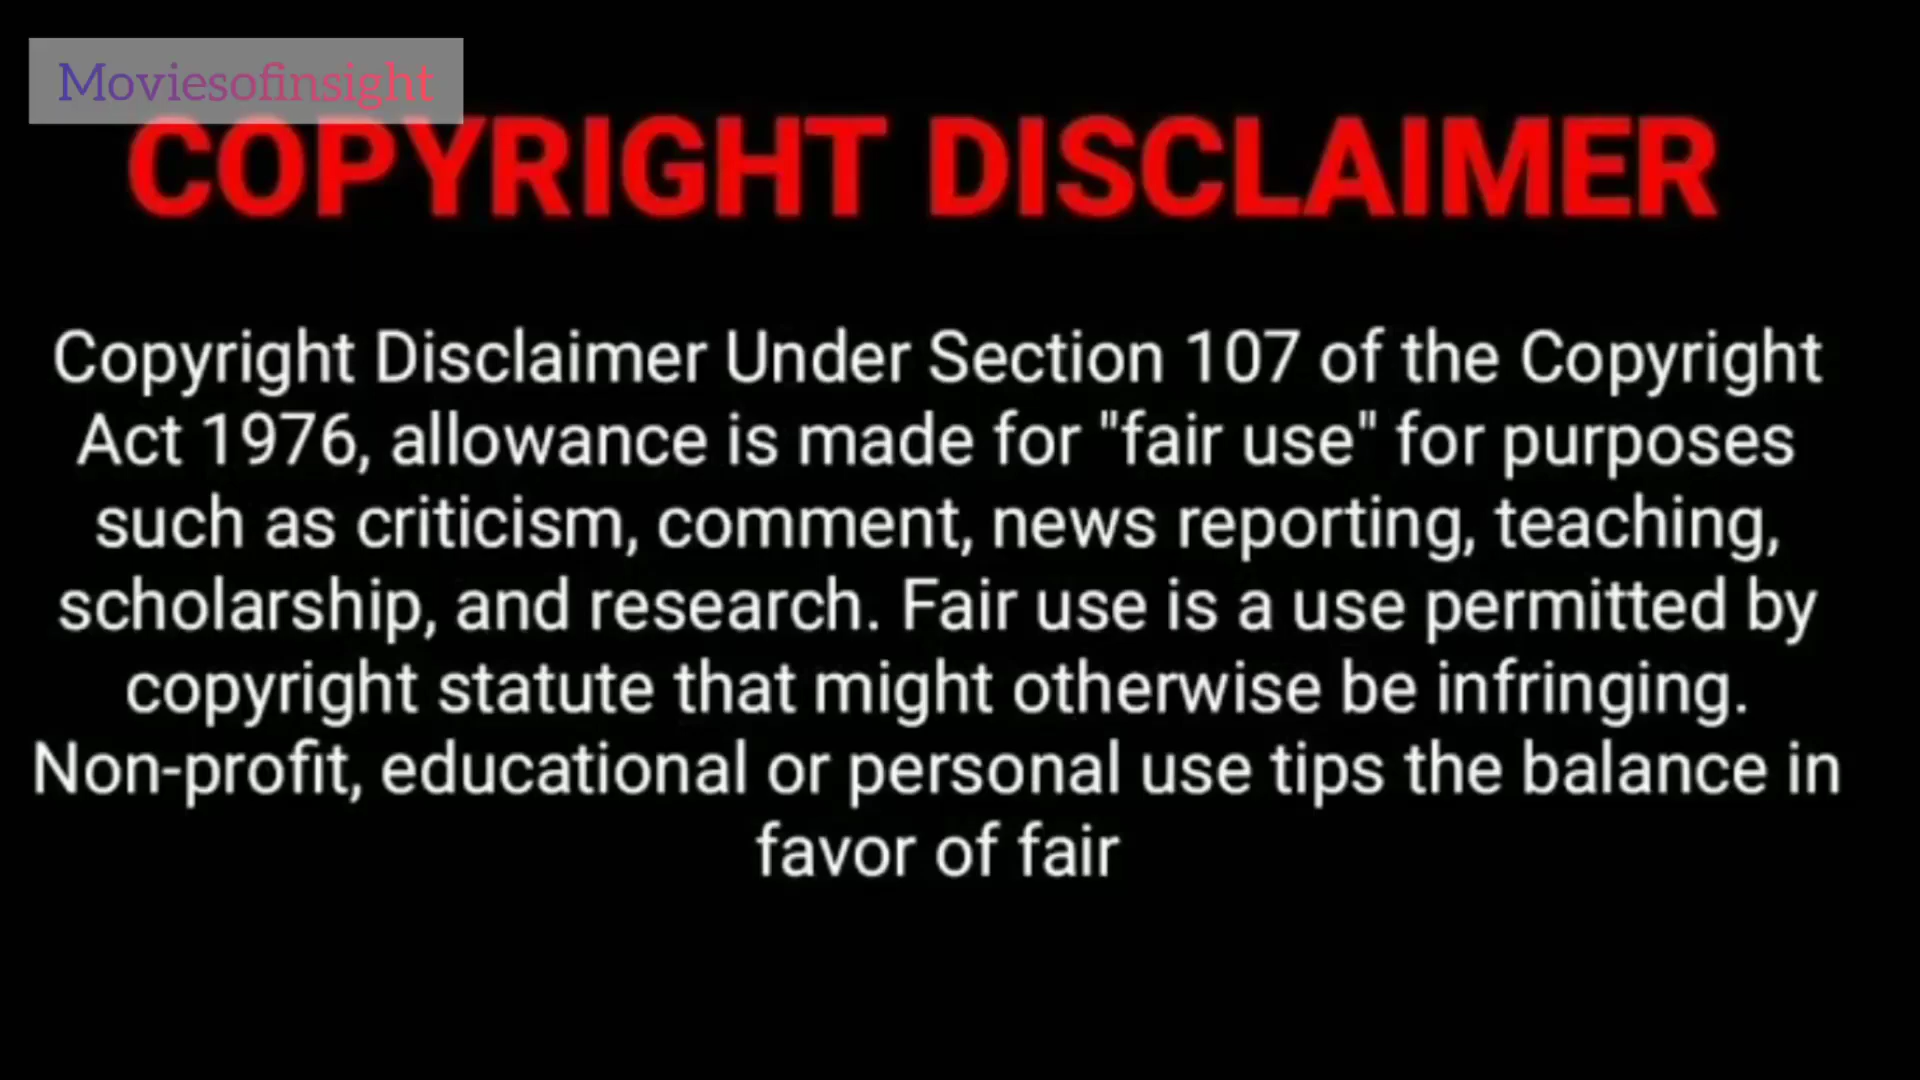 Moviesofinsight
COPYRIGHT DISCLAIMER
Copyright Disclaimer Under Section 107 of the Copyright
Act 1976, allowance is made for "fair use" for purposes
such as criticism, comment, news reporting, teaching,
scholarship, and research. Fair use is a use permitted by
copyright statute that might otherwise be infringing.
Non-profit, educational or personal use tips the balance in
favor of fair